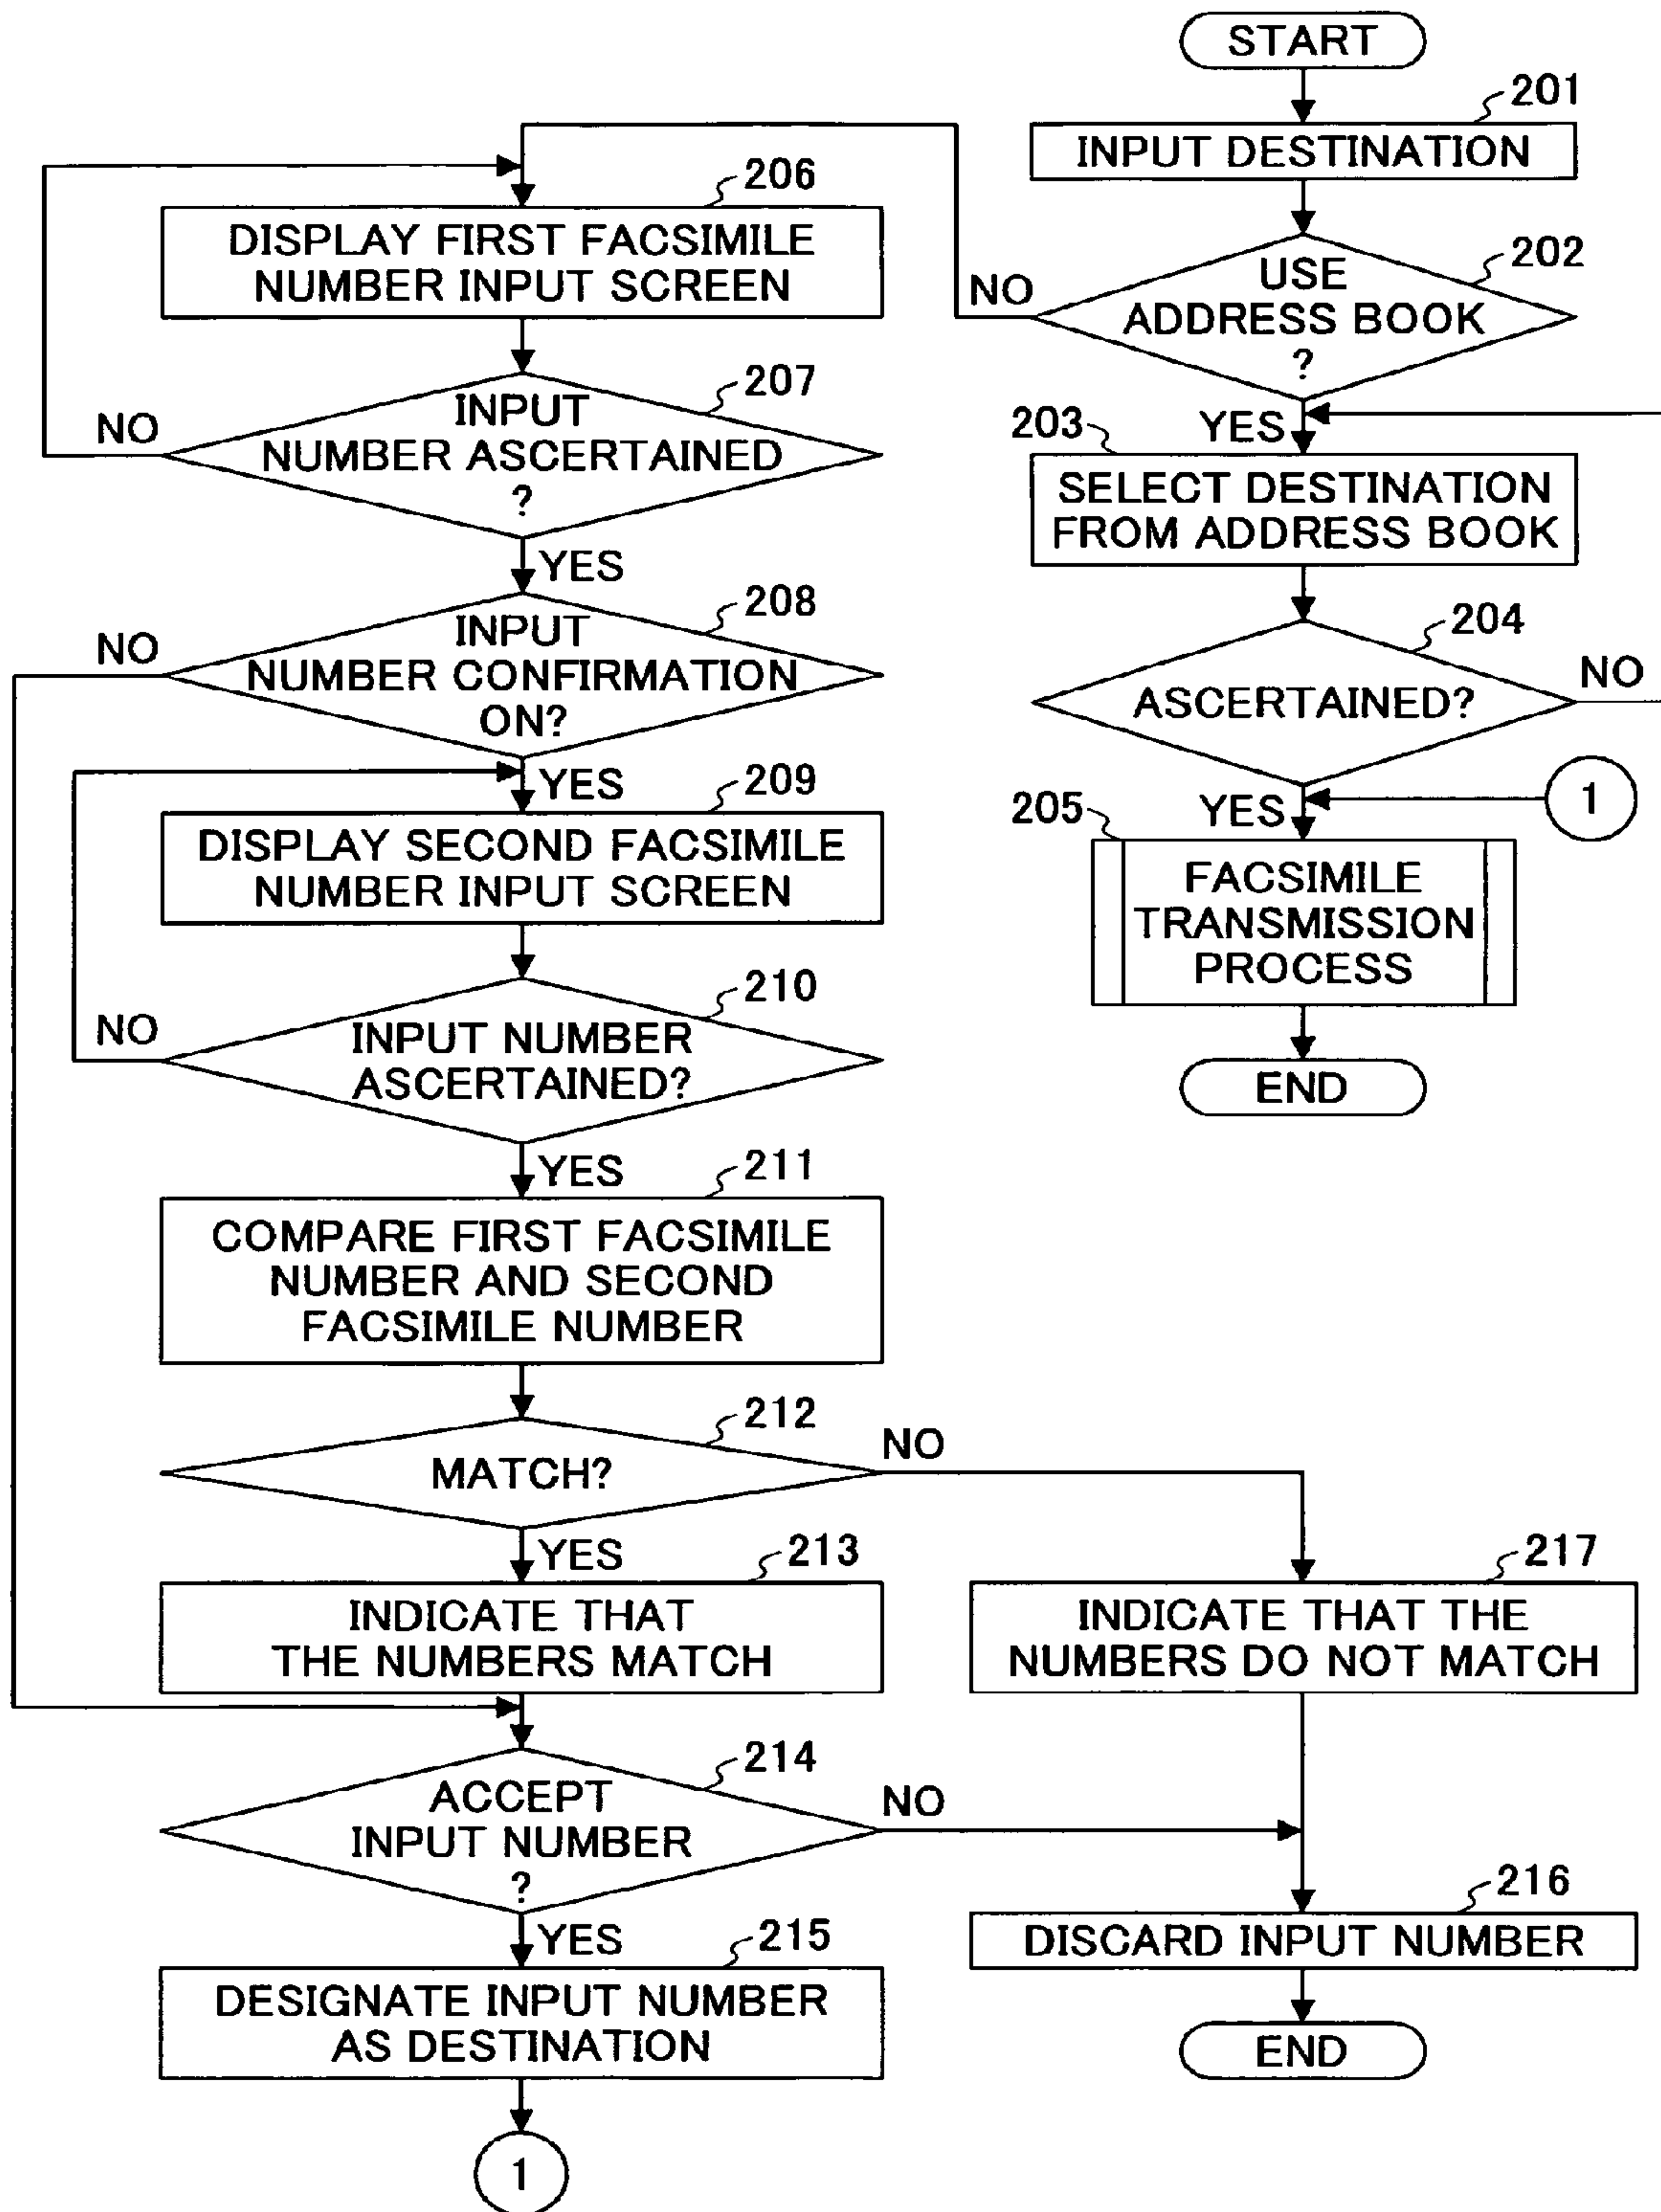 START
201
INPUT DESTINATION
202
USE
ADDRESS BOOK
?
NO
YES
203
SELECT DESTINATION
FROM ADDRESS BOOK
204
ASCERTAINED?
NO
YES
1
205
FACSIMILE
TRANSMISSION
PROCESS
END
206
DISPLAY FIRST FACSIMILE
NUMBER INPUT SCREEN
207
INPUT
NUMBER ASCERTAINED
?
NO
YES
208
INPUT
NUMBER CONFIRMATION
ON?
NO
YES
209
DISPLAY SECOND FACSIMILE
NUMBER INPUT SCREEN
210
INPUT NUMBER
ASCERTAINED?
NO
YES
211
COMPARE FIRST FACSIMILE
NUMBER AND SECOND
FACSIMILE NUMBER
212
MATCH?
NO
YES
213
INDICATE THAT
THE NUMBERS MATCH
217
INDICATE THAT THE
NUMBERS DO NOT MATCH
214
ACCEPT
INPUT NUMBER
?
NO
YES
215
DESIGNATE INPUT NUMBER
AS DESTINATION
1
216
DISCARD INPUT NUMBER
END